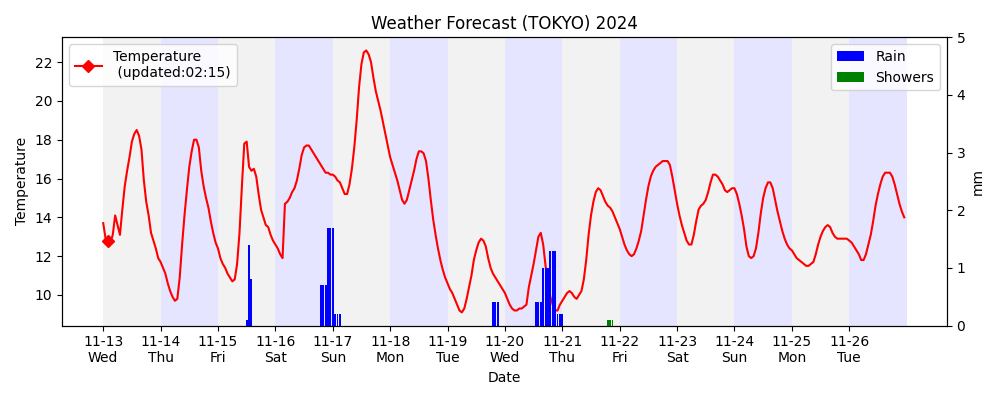 Weather Forecast (TOKYO) 2024
Temperature
(updated:02:15)
Rain
Showers
22
20
18
16
14
12
10
Temperature
5
4
3
2
1
0
mm
11-13 11-14 11-15 11-16 11-17 11-18 11-19 11-20 11-21 11-22 11-23 11-24 11-25 11-26
Wed Thu Fri Sat Sun Mon Tue Wed Thu Fri Sat Sun Mon Tue
Date